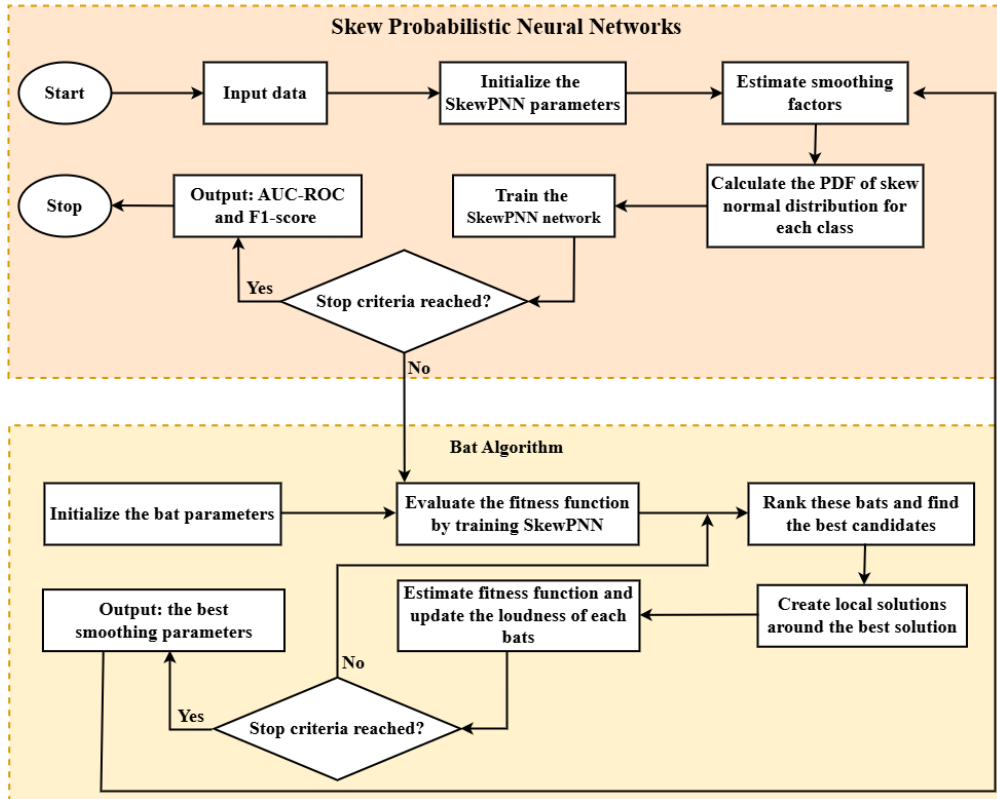 Skew Probabilistic Neural Networks
Start
Input data
Initialize the
SkewPNN parameters
Estimate smoothing
factors
Calculate the PDF of skew
normal distribution for
each class
Train the
SkewPNN network
Output: AUC-ROC
and F1-score
Stop
Yes
Stop criteria reached?
No
Bat Algorithm
Initialize the bat parameters
Evaluate the fitness function
by training SkewPNN
Rank these bats and find
the best candidates
Create local solutions
around the best solution
Estimate fitness function and
update the loudness of each
bats
Output: the best
smoothing parameters
No
Yes
Stop criteria reached?